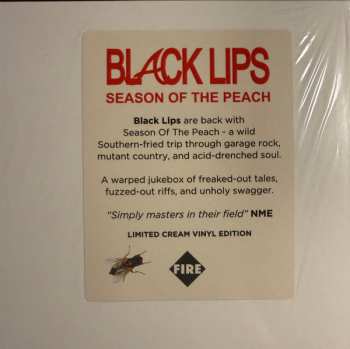 BLACK LIPS
SEASON OF THE PEACH
Black Lips are back with
Season Of The Peach - a wild
Southern-fried trip through garage rock,
mutant country, and acid-drenched soul.
A warped jukebox of freaked-out tales,
fuzzed-out riffs, and unholy swagger.
"Simply masters in their field" NME
LIMITED CREAM VINYL EDITION
FIRE